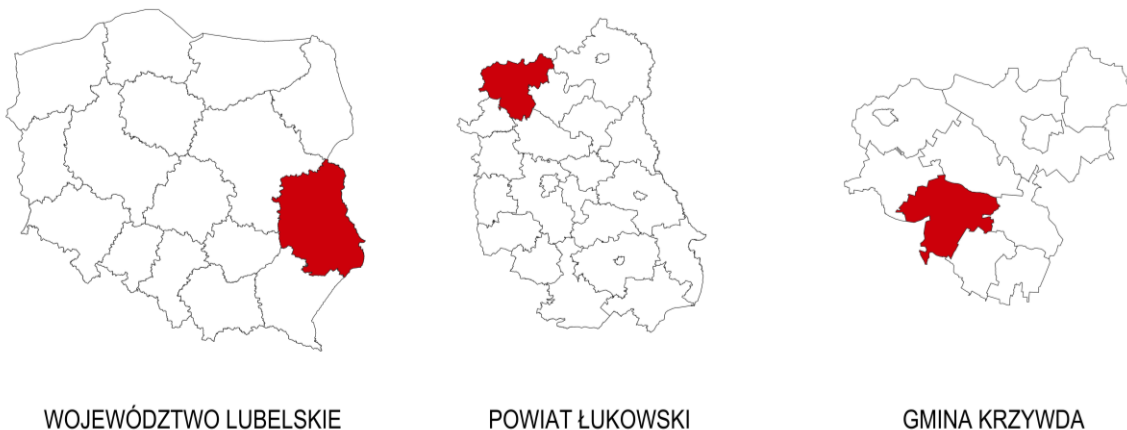 WOJEWÓDZTWO LUBELSKIE
POWIAT ŁUKOWSKI
GMINA KRZYWDA